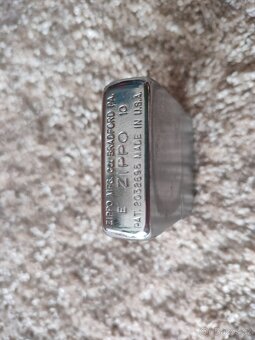 ZIPPO MFG. CO. BRADFORD, PA.
E ZIPPO 10
PAT. 2032695 MADE IN U.S.A.